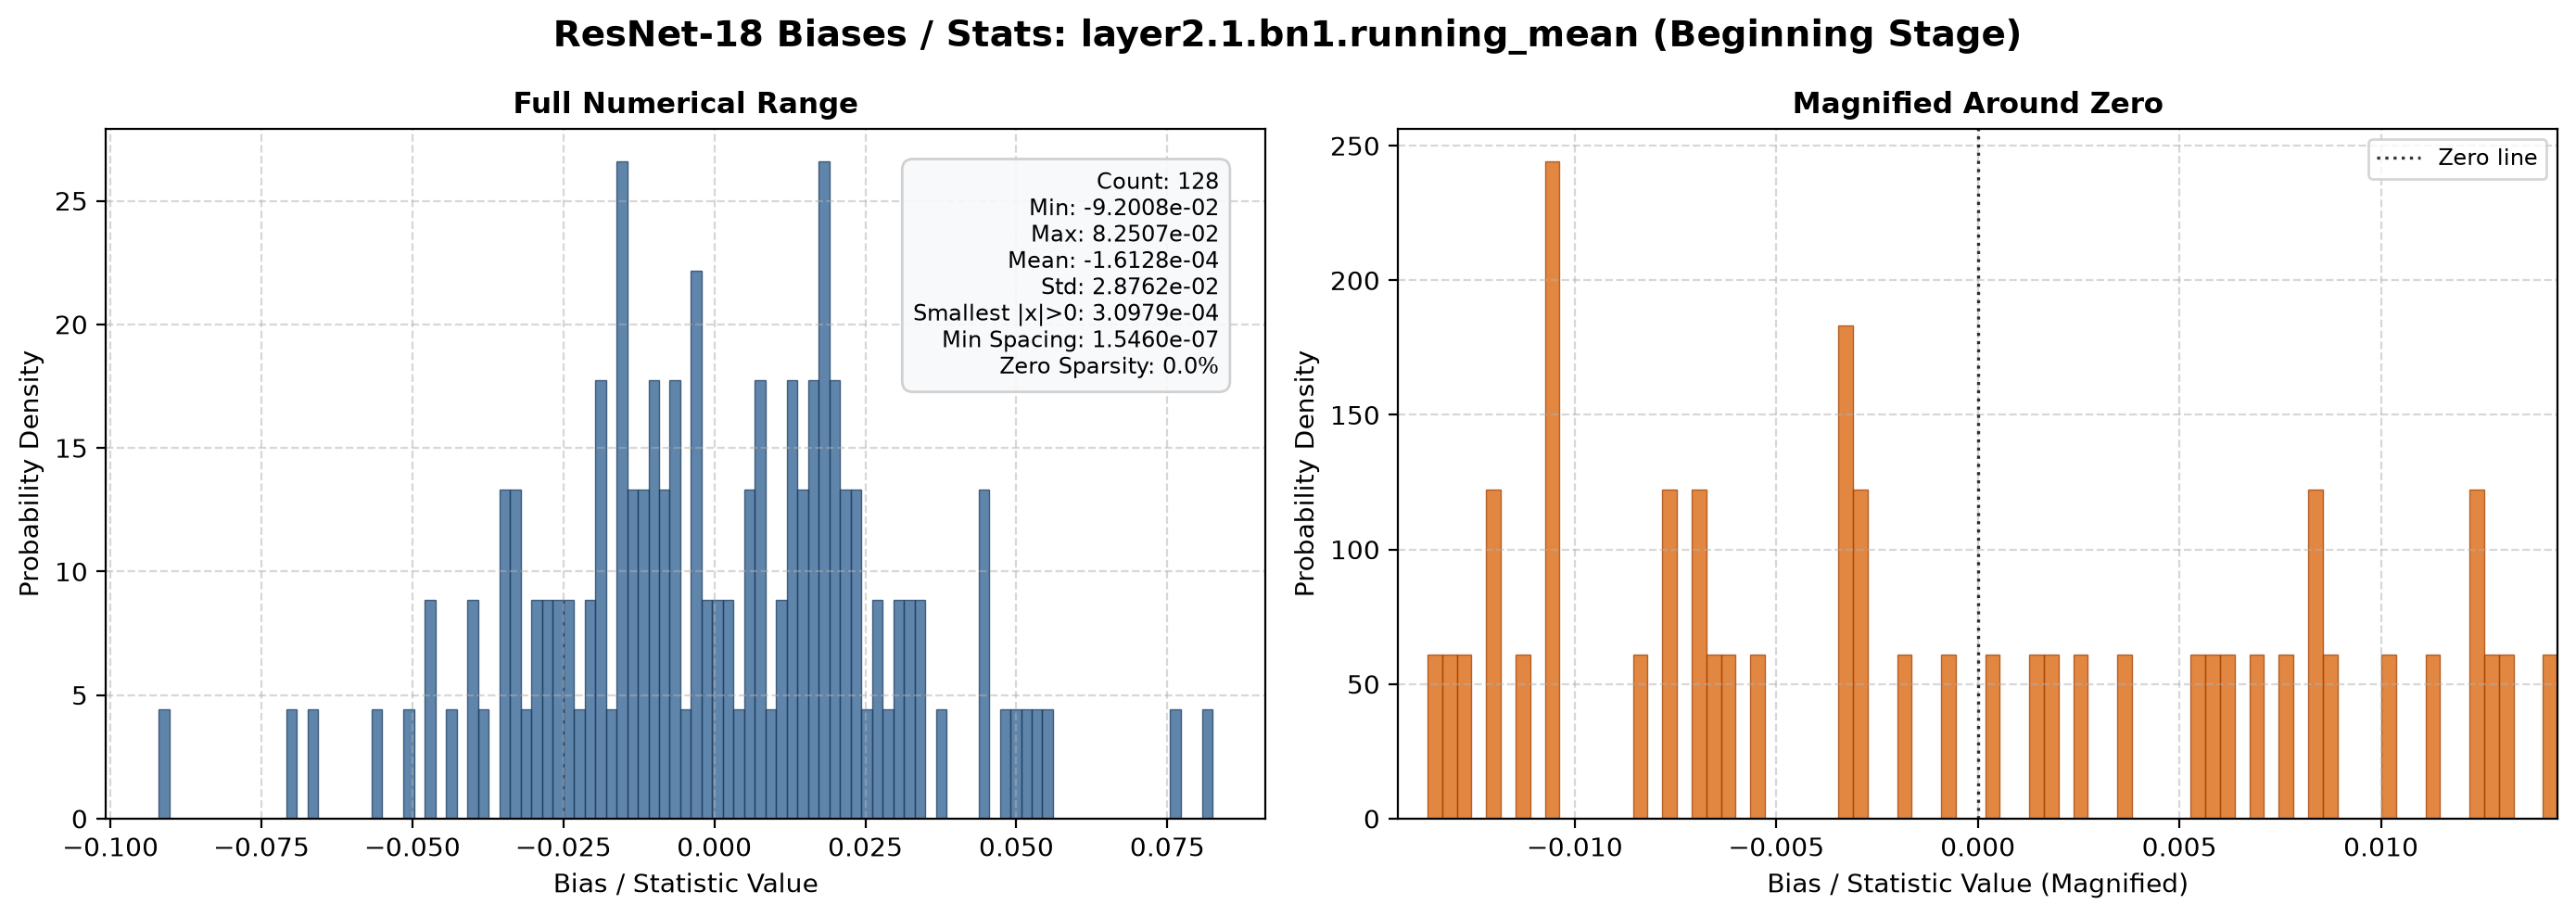 ResNet-18 Biases / Stats: layer2.1.bn1.running_mean (Beginning Stage)
Full Numerical Range
Probability Density
25
20
15
10
5
0
Count: 128
Min: -9.2008e-02
Max: 8.2507e-02
Mean: -1.6128e-04
Std: 2.8762e-02
Smallest |x|>0: 3.0979e-04
Min Spacing: 1.5460e-07
Zero Sparsity: 0.0%
−0.100 −0.075 −0.050 −0.025 0.000 0.025 0.050 0.075
Bias / Statistic Value
Magnified Around Zero
Probability Density
250
200
150
100
50
0
Zero line
−0.010 −0.005 0.000 0.005 0.010
Bias / Statistic Value (Magnified)